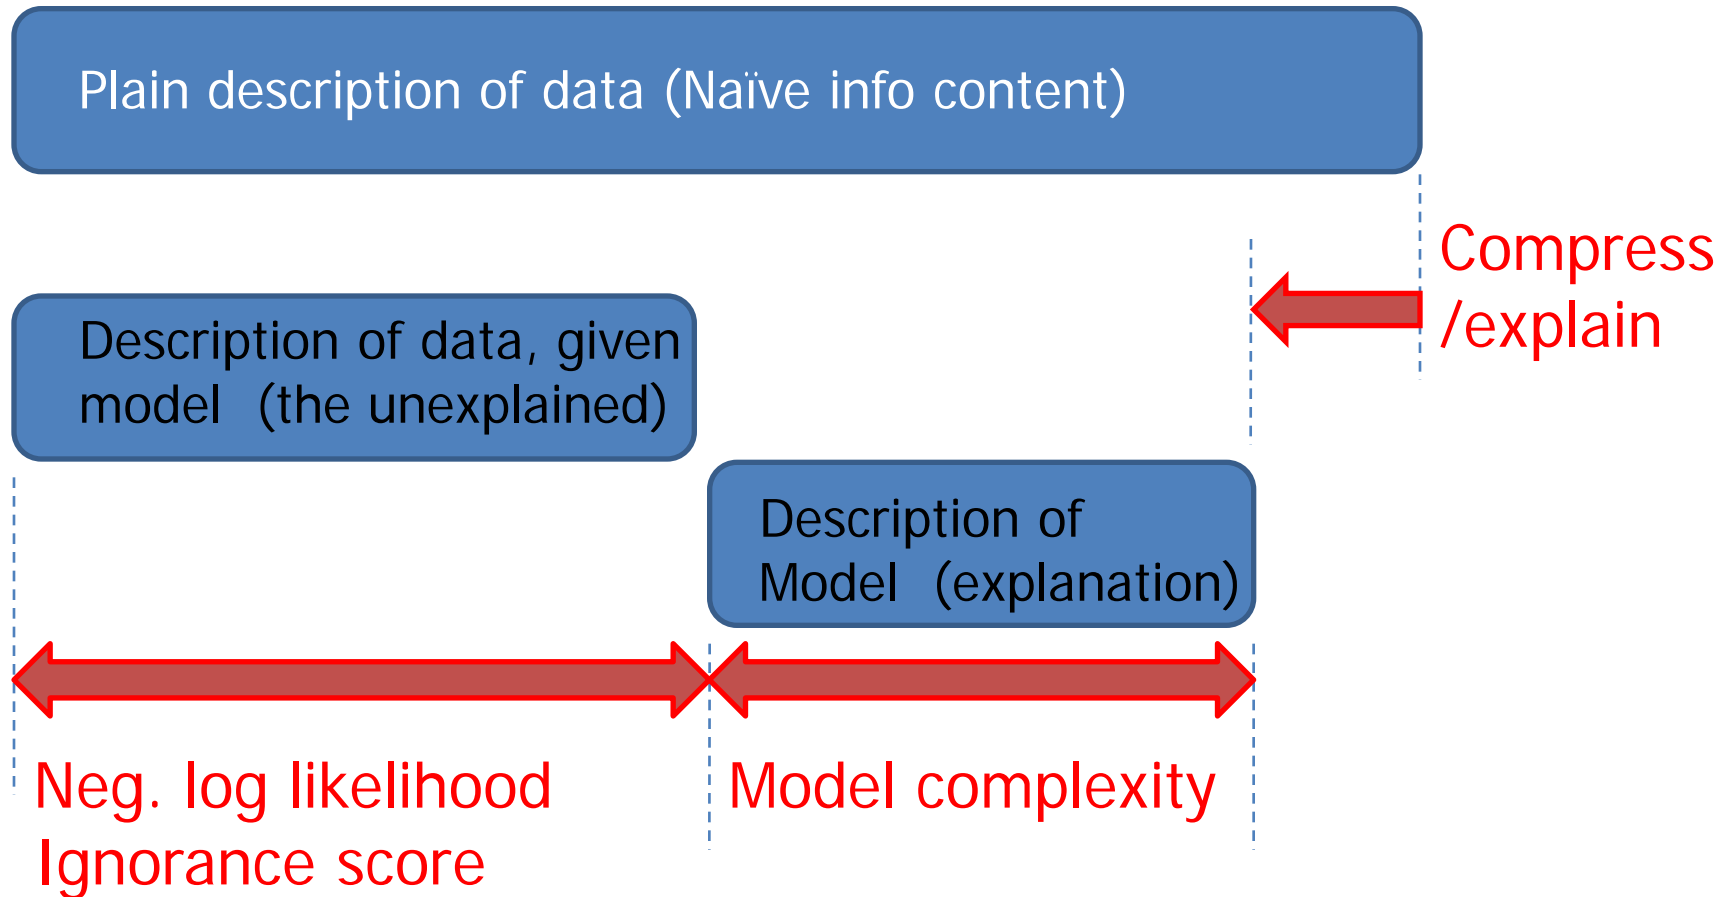 Plain description of data (Naïve info content)
Compress
/explain
Description of data, given
model (the unexplained)
Description of
Model (explanation)
Neg. log likelihood
Ignorance score
Model complexity